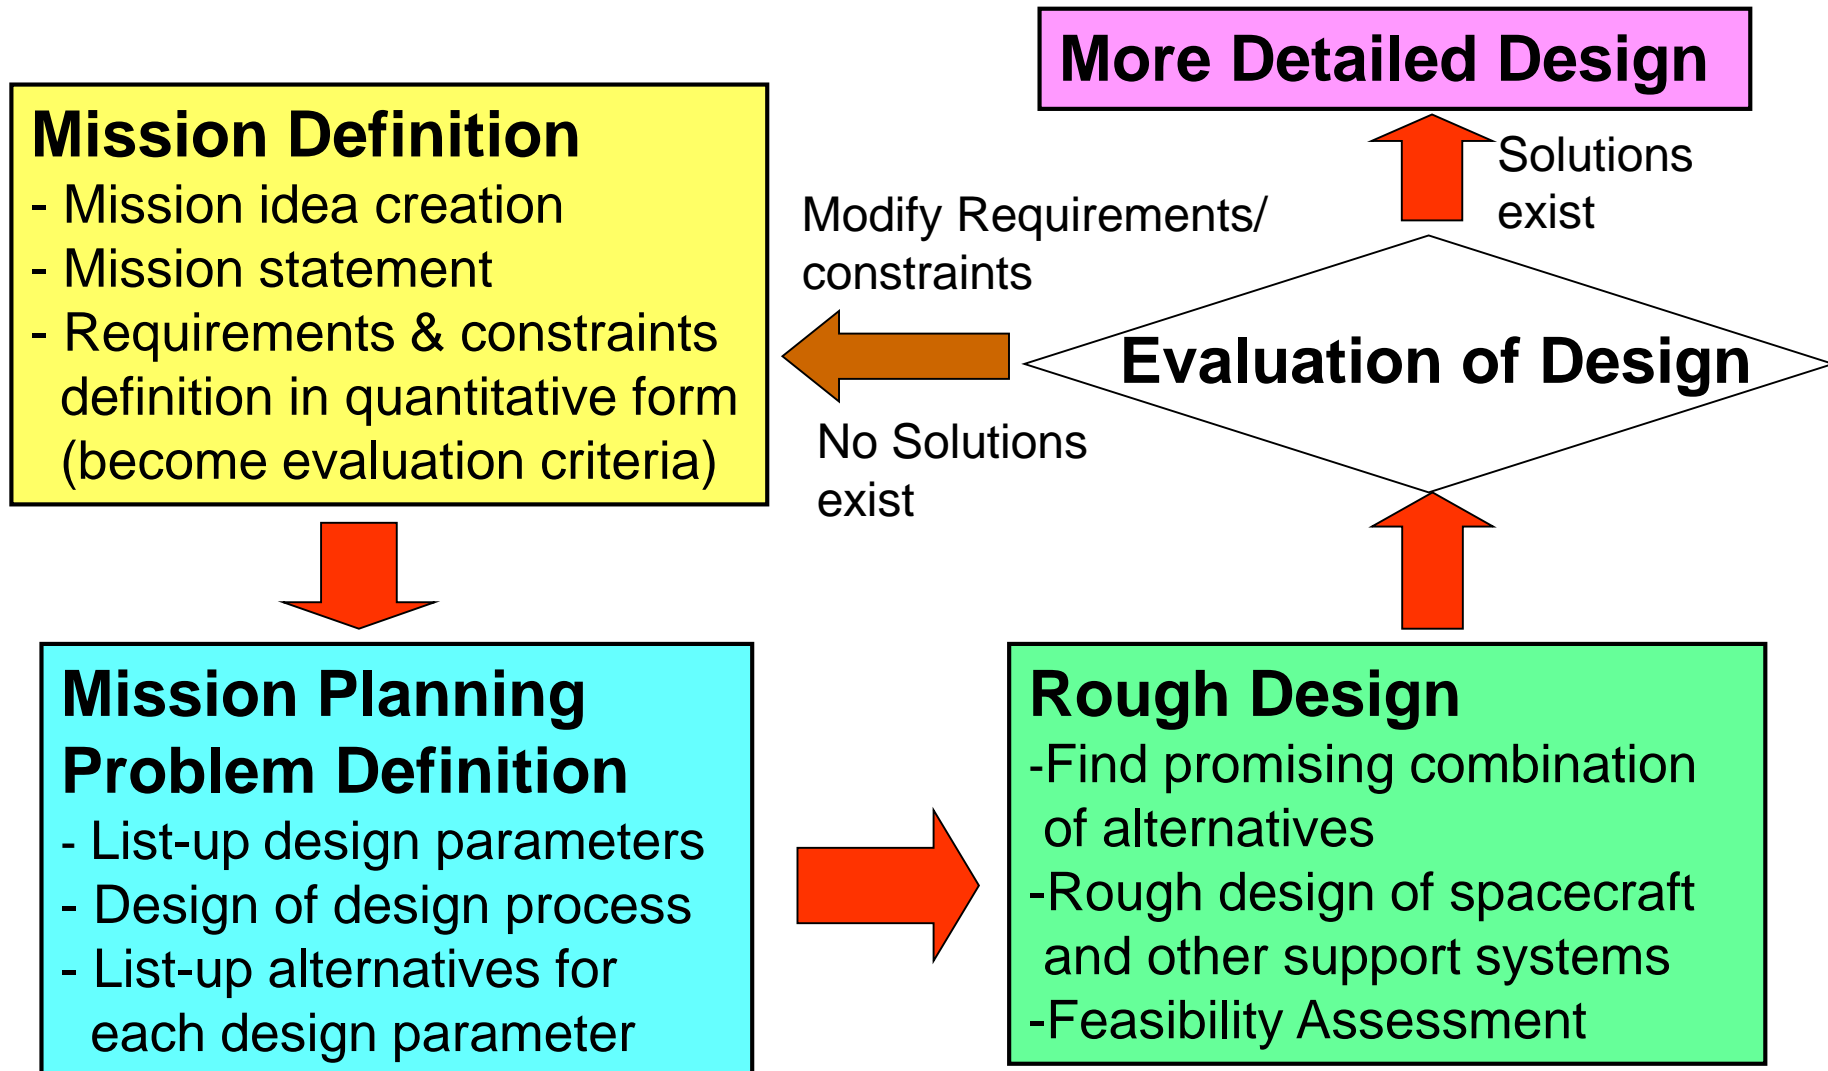 More Detailed Design
Mission Definition
- Mission idea creation
- Mission statement
- Requirements & constraints
definition in quantitative form
(become evaluation criteria)
Solutions
exist
Modify Requirements/
constraints
Evaluation of Design
No Solutions
exist
Mission Planning
Problem Definition
- List-up design parameters
- Design of design process
- List-up alternatives for
each design parameter
Rough Design
-Find promising combination
of alternatives
-Rough design of spacecraft
and other support systems
-Feasibility Assessment